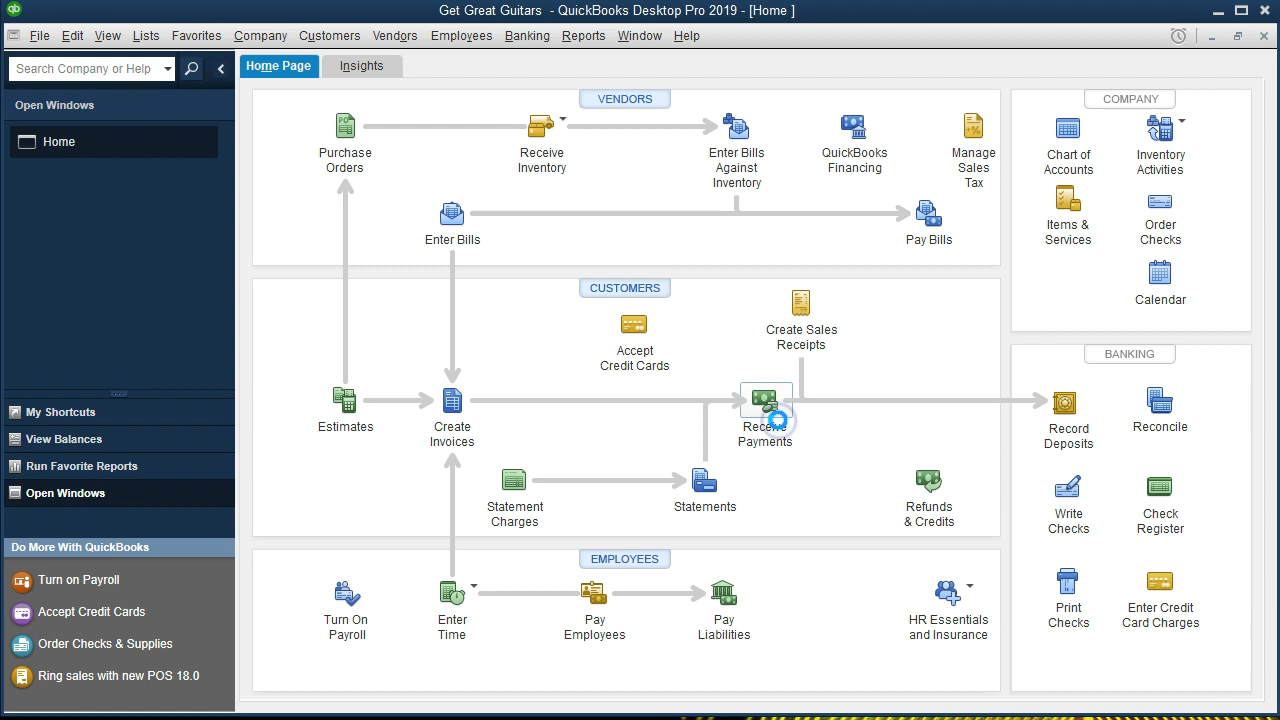 qb
Get Great Guitars - QuickBooks Desktop Pro 2019 - [Home ]
File Edit View Lists Favorites Company Customers Vendors Employees Banking Reports Window Help
Search Company or Help
Open Windows
Home
My Shortcuts
View Balances
Run Favorite Reports
Open Windows
Do More With QuickBooks
Turn on Payroll
Accept Credit Cards
Order Checks & Supplies
Ring sales with new POS 18.0
Home Page Insights
VENDORS
Purchase
Orders
Receive
Inventory
Enter Bills
Against
Inventory
QuickBooks
Financing
Manage
Sales
Tax
Enter Bills
Pay Bills
CUSTOMERS
Create Sales
Receipts
Accept
Credit Cards
Estimates
Create
Invoices
Receive
Payments
Statement
Charges
Statements
Refunds
& Credits
EMPLOYEES
Turn On
Payroll
Enter
Time
Pay
Employees
Pay
Liabilities
HR Essentials
and Insurance
COMPANY
Chart of
Accounts
Inventory
Activities
Items &
Services
Order
Checks
Calendar
BANKING
Record
Deposits
Reconcile
Write
Checks
Check
Register
Print
Checks
Enter Credit
Card Charges